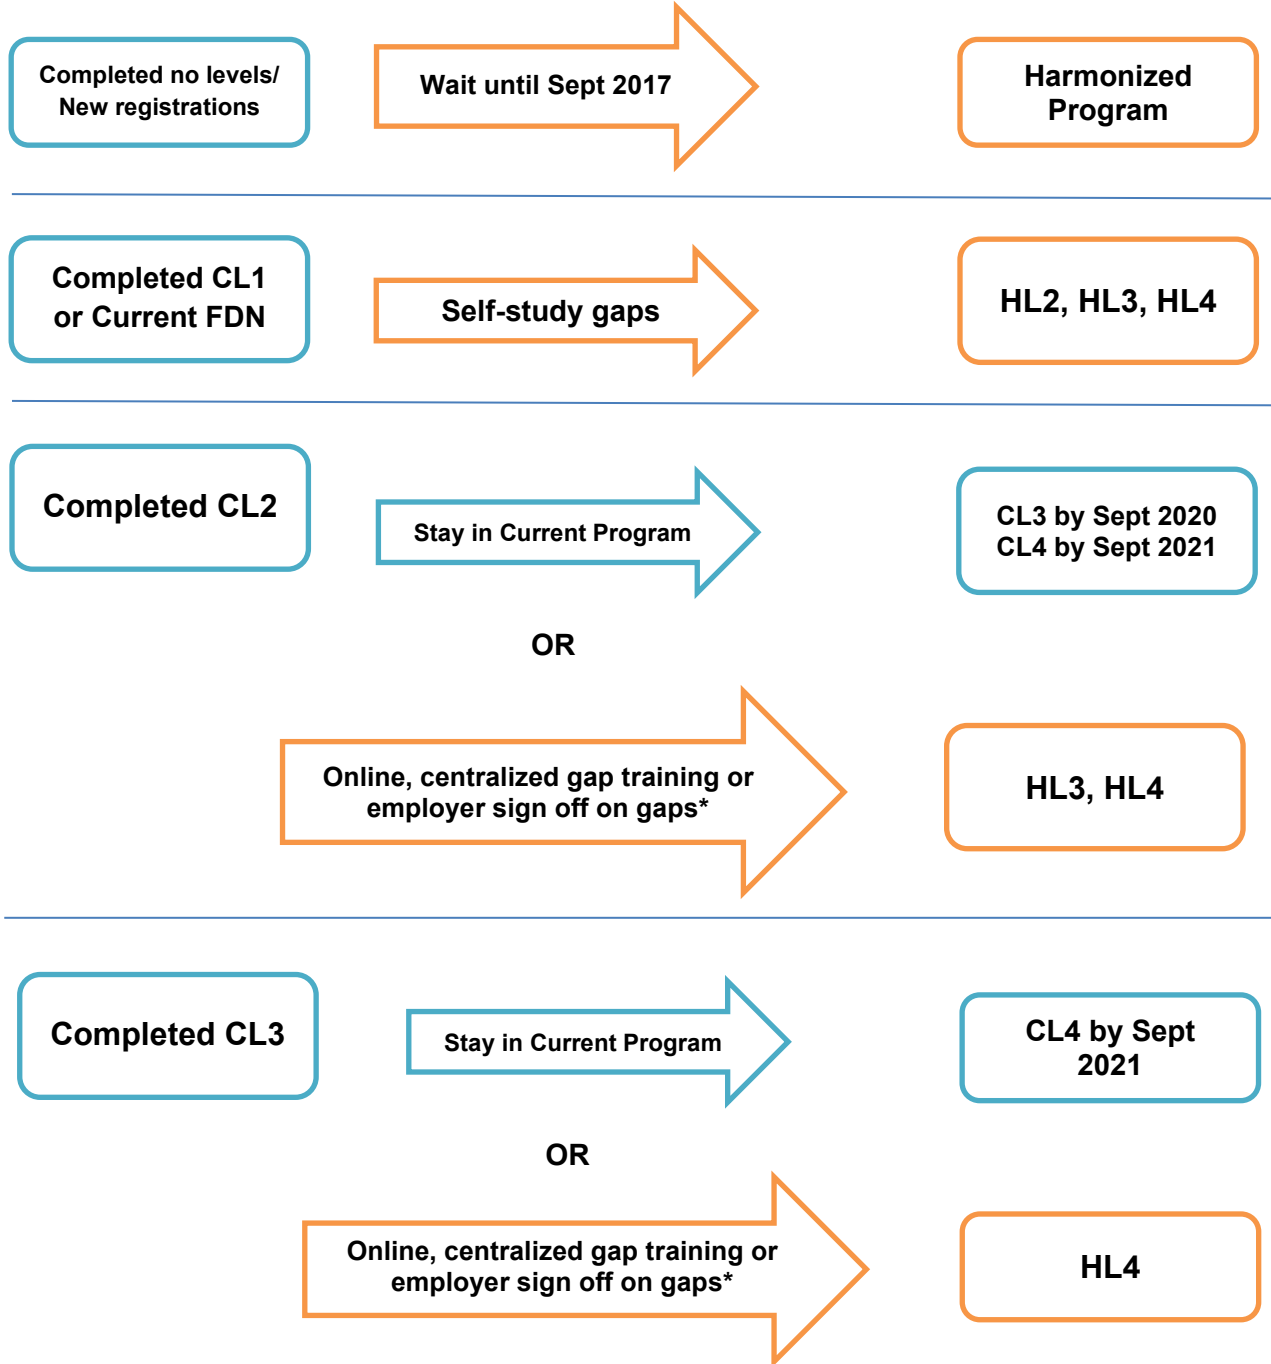 Completed no levels/
New registrations
Wait until Sept 2017
Harmonized
Program
Completed CL1
or Current FDN
Self-study gaps
HL2, HL3, HL4
Completed CL2
Stay in Current Program
CL3 by Sept 2020
CL4 by Sept 2021
OR
Online, centralized gap training or
employer sign off on gaps*
HL3, HL4
Completed CL3
Stay in Current Program
CL4 by Sept
2021
OR
Online, centralized gap training or
employer sign off on gaps*
HL4